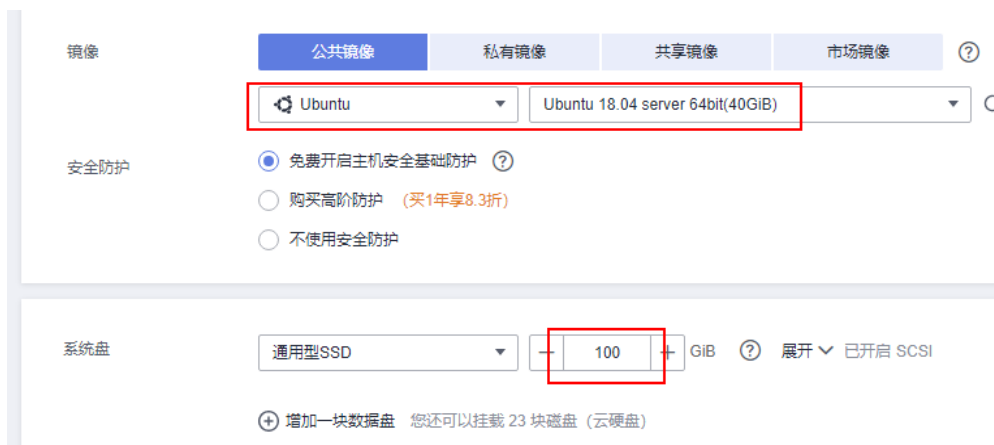 镜像 公共镜像 私有镜像 共享镜像 市场镜像 ?
Ubuntu Ubuntu 18.04 server 64bit(40GiB)
安全防护 免费开启主机安全基础防护 ?
购买高阶防护 (买1年享8.3折)
不使用安全防护
系统盘 通用型SSD － 100 + GiB ? 展开 已开启 SCSI
+ 增加一块数据盘 您还可以挂载 23 块磁盘（云硬盘）